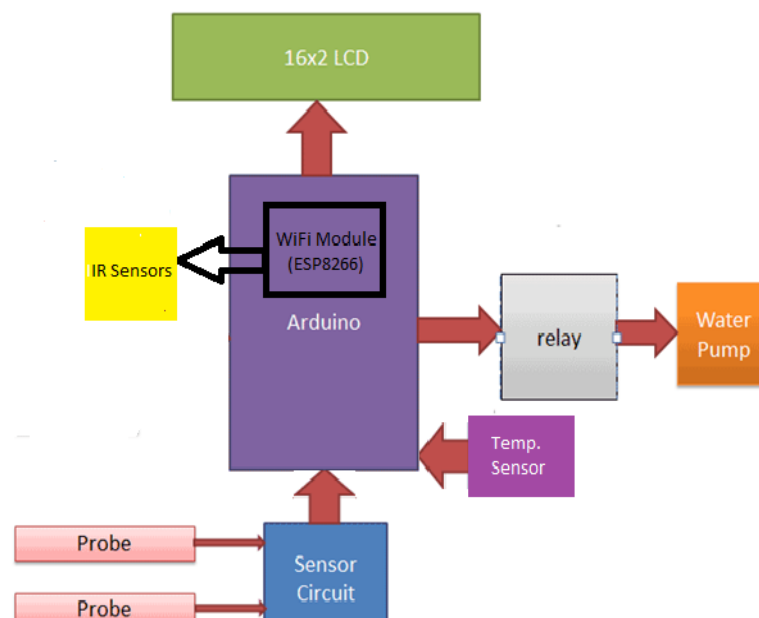 16x2 LCD
WiFi Module
(ESP8266)
IR Sensors
Arduino
relay
Water
Pump
Temp.
Sensor
Probe
Sensor
Circuit
Probe